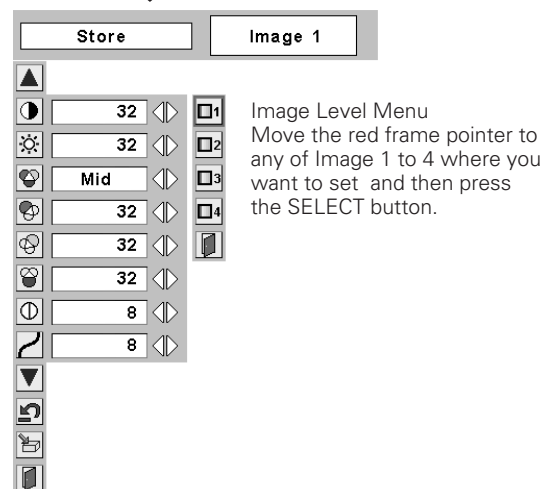 Store
Image 1
32
1
Image Level Menu
32
2
Move the red frame pointer to
any of Image 1 to 4 where you
Mid
3
want to set and then press
32
4
the SELECT button.
32
32
8
8